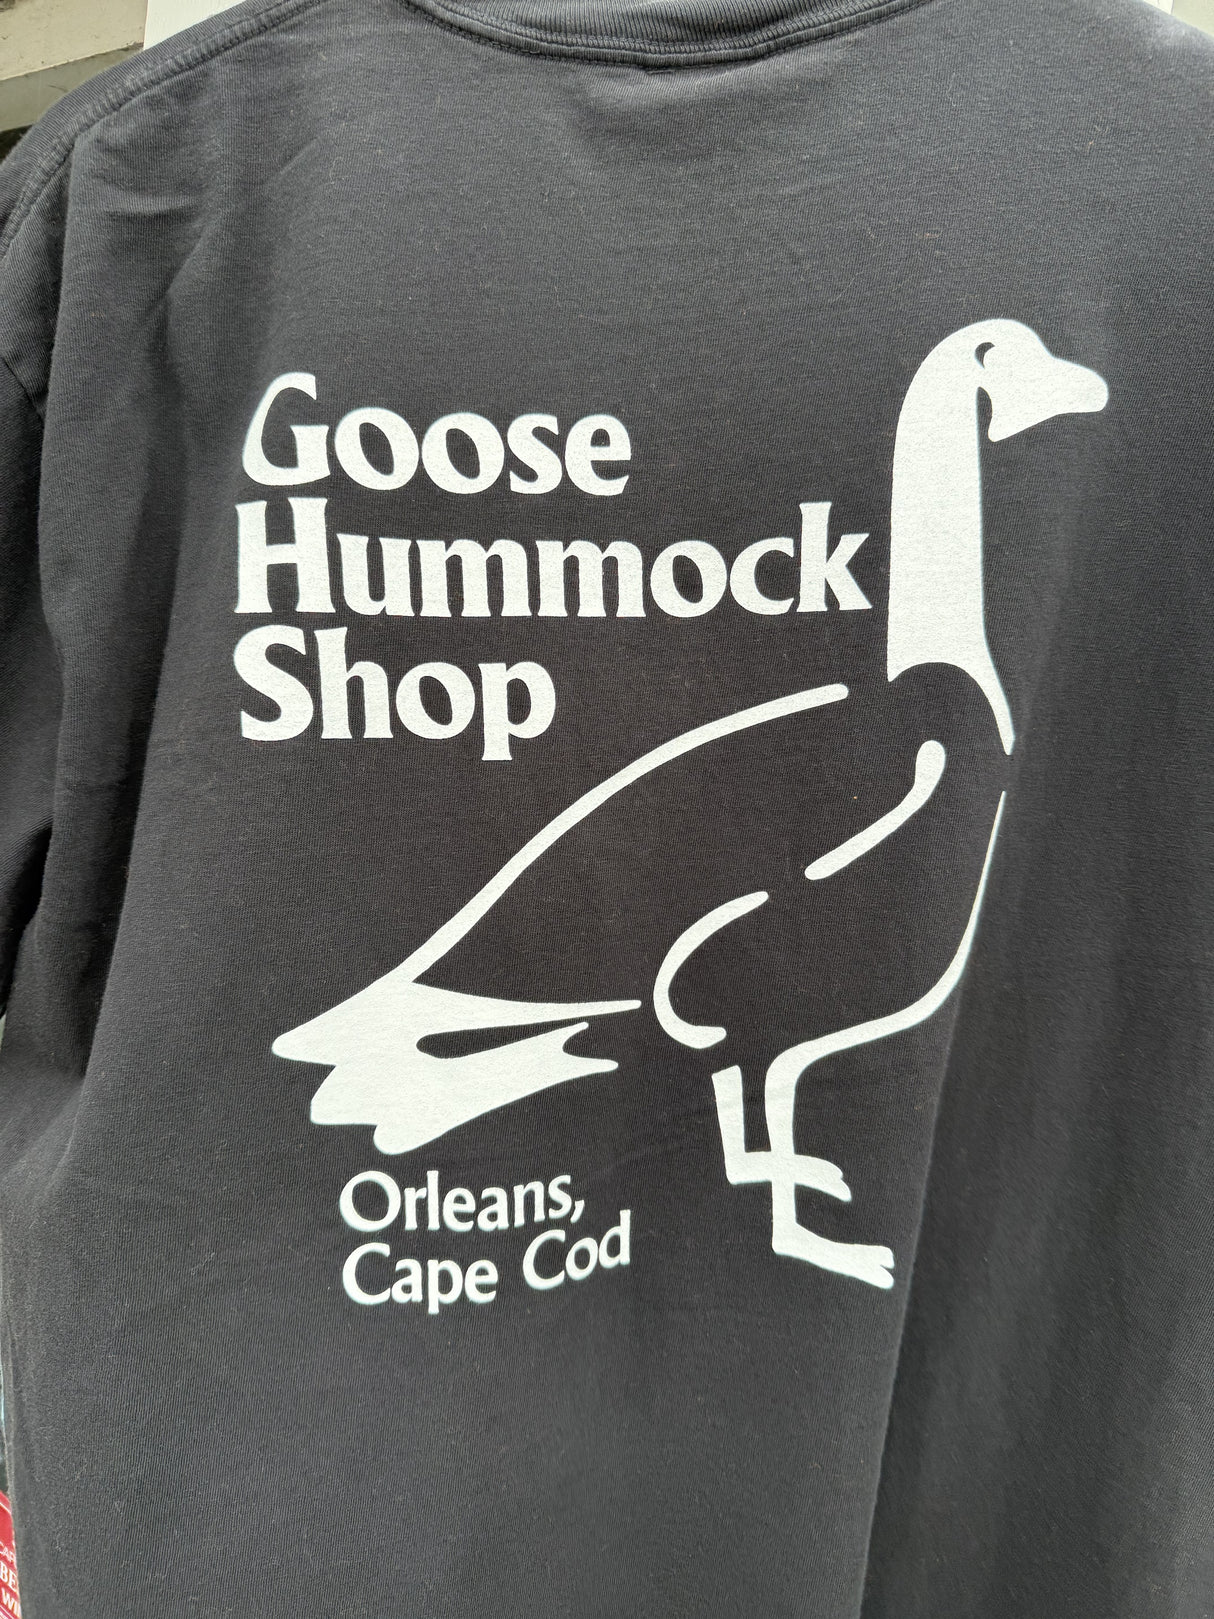 Goose
Hummock
Shop
Orleans,
Cape Cod